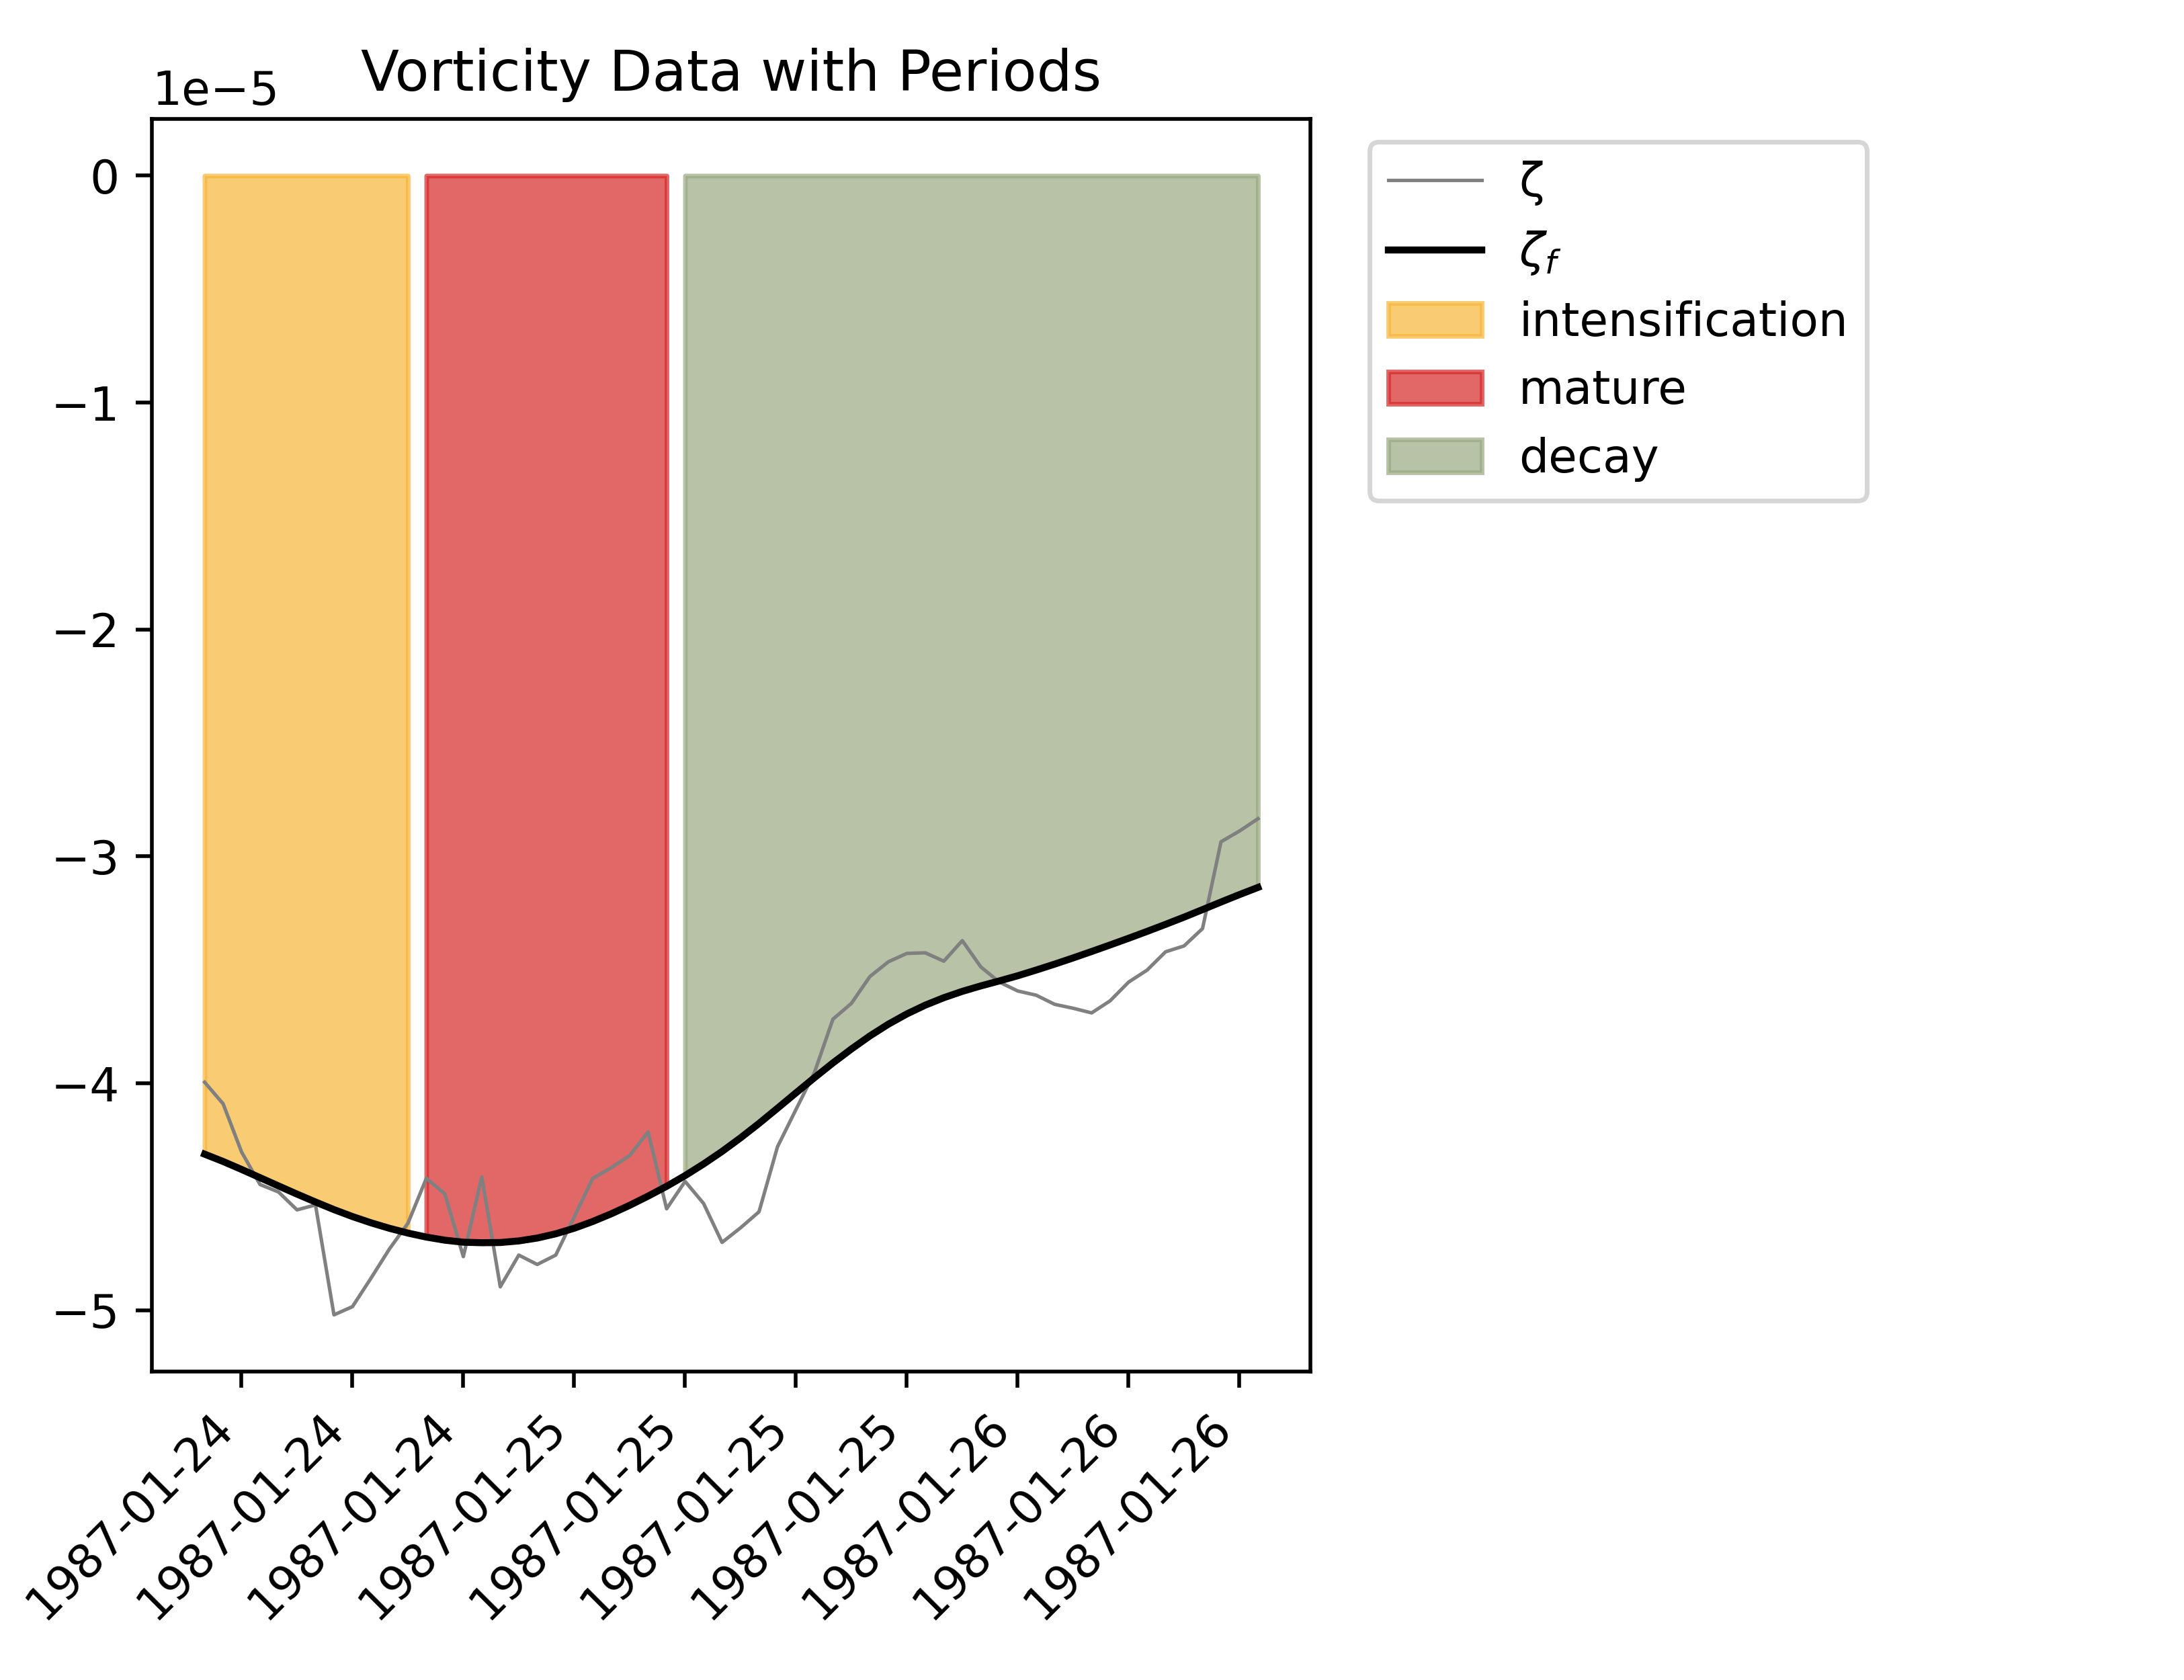 Vorticity Data with Periods
1e−5
0
−1
−2
−3
−4
−5
1987-01-24
1987-01-24
1987-01-24
1987-01-25
1987-01-25
1987-01-25
1987-01-25
1987-01-26
1987-01-26
1987-01-26
ζ
ζf
intensification
mature
decay